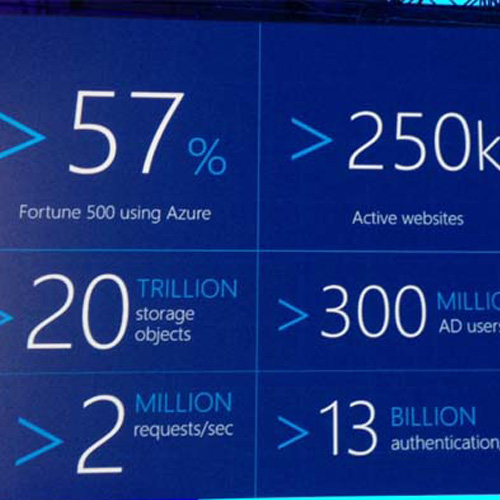 > 57 %
Fortune 500 using Azure
> 250k
Active websites
> 20 TRILLION
storage
objects
> 300 MILLIO
AD users
> 2 MILLION
requests/sec
> 13 BILLION
authentication